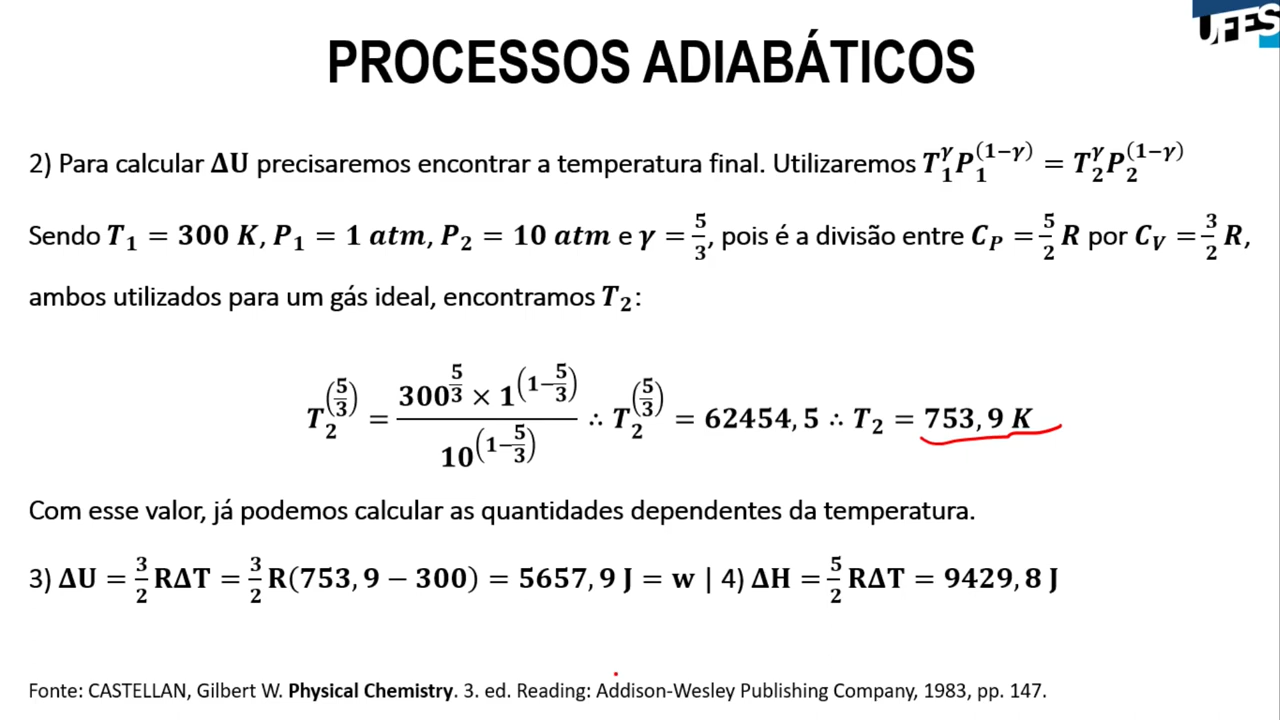 UFES
PROCESSOS ADIABÁTICOS
2) Para calcular ΔU precisaremos encontrar a temperatura final. Utilizaremos T₁^γ P₁^(1−γ) = T₂^γ P₂^(1−γ)
Sendo T₁ = 300 K, P₁ = 1 atm, P₂ = 10 atm e γ = 5/3, pois é a divisão entre C_P = 5/2 R por C_V = 3/2 R,
ambos utilizados para um gás ideal, encontramos T₂:
T₂^(5/3) = (300^(5/3) × 1^(1−5/3)) / 10^(1−5/3) ∴ T₂^(5/3) = 62454,5 ∴ T₂ = 753,9 K
Com esse valor, já podemos calcular as quantidades dependentes da temperatura.
3) ΔU = 3/2 RΔT = 3/2 R(753,9 − 300) = 5657,9 J = w | 4) ΔH = 5/2 RΔT = 9429,8 J
Fonte: CASTELLAN, Gilbert W. Physical Chemistry. 3. ed. Reading: Addison-Wesley Publishing Company, 1983, pp. 147.